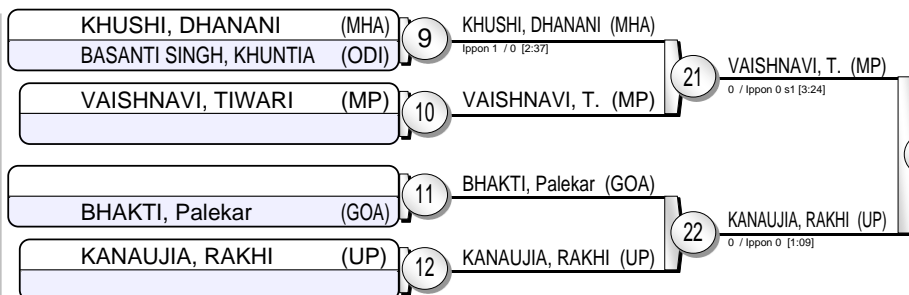 KHUSHI, DHANANI (MHA)
BASANTI SINGH, KHUNTIA (ODI)
9
KHUSHI, DHANANI (MHA)
Ippon 1 / 0 [2:37]
VAISHNAVI, TIWARI (MP)
10
VAISHNAVI, T. (MP)
21
VAISHNAVI, T. (MP)
0 / Ippon 0 s1 [3:24]
BHAKTI, Palekar (GOA)
11
BHAKTI, Palekar (GOA)
KANAUJIA, RAKHI (UP)
12
KANAUJIA, RAKHI (UP)
22
KANAUJIA, RAKHI (UP)
0 / Ippon 0 [1:09]